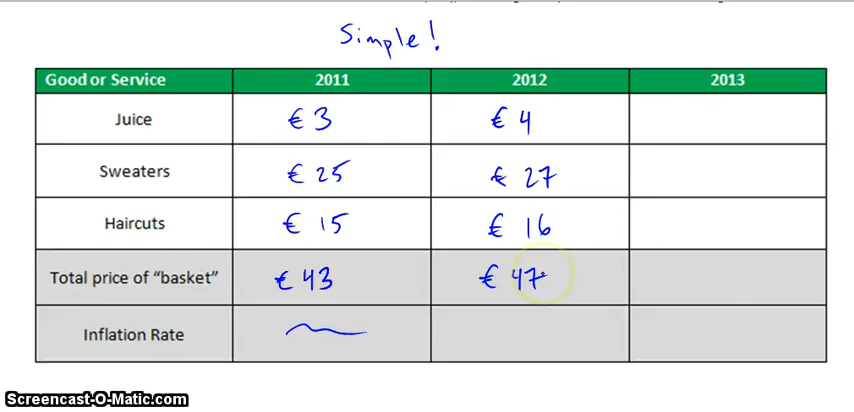 Simple!
Good or Service 2011 2012 2013
Juice € 3 € 4
Sweaters € 25 € 27
Haircuts € 15 € 16
Total price of “basket” € 43 € 47
Inflation Rate
Screencast-O-Matic.com